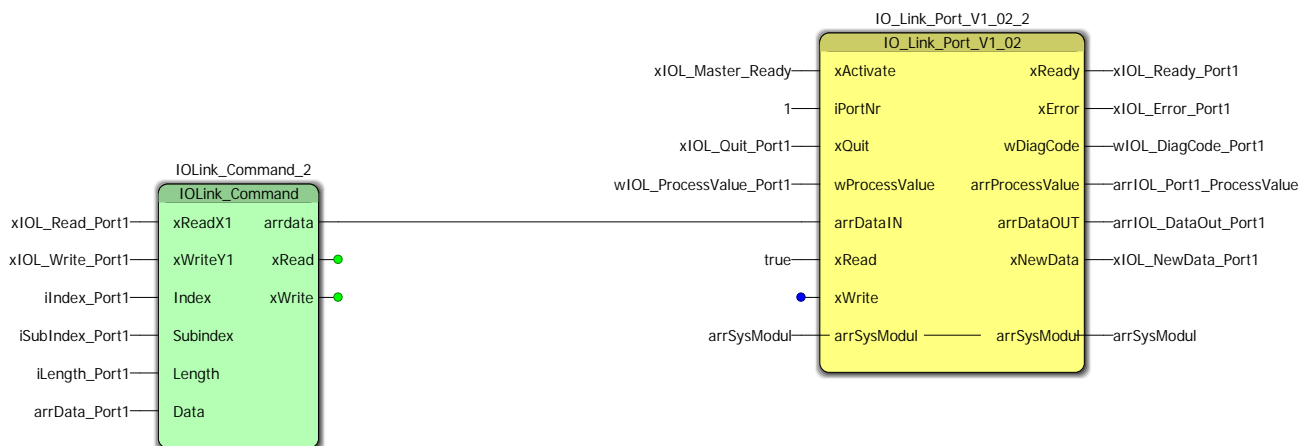 IO_Link_Port_V1_02_2
IO_Link_Port_V1_02
xIOL_Master_Ready xActivate xReady xIOL_Ready_Port1
1 iPortNr xError xIOL_Error_Port1
xIOL_Quit_Port1 xQuit wDiagCode wIOL_DiagCode_Port1
IOLink_Command_2
wIOL_ProcessValue_Port1 wProcessValue arrProcessValue arrIOL_Port1_ProcessValue
IOLink_Command
xIOL_Read_Port1 xReadX1 arrdata arrDataIN arrDataOUT arrIOL_DataOut_Port1
xIOL_Write_Port1 xWriteY1 xRead true xRead xNewData xIOL_NewData_Port1
iIndex_Port1 Index xWrite xWrite
iSubIndex_Port1 Subindex arrSysModul arrSysModul arrSysModul arrSysModul
iLength_Port1 Length
arrData_Port1 Data